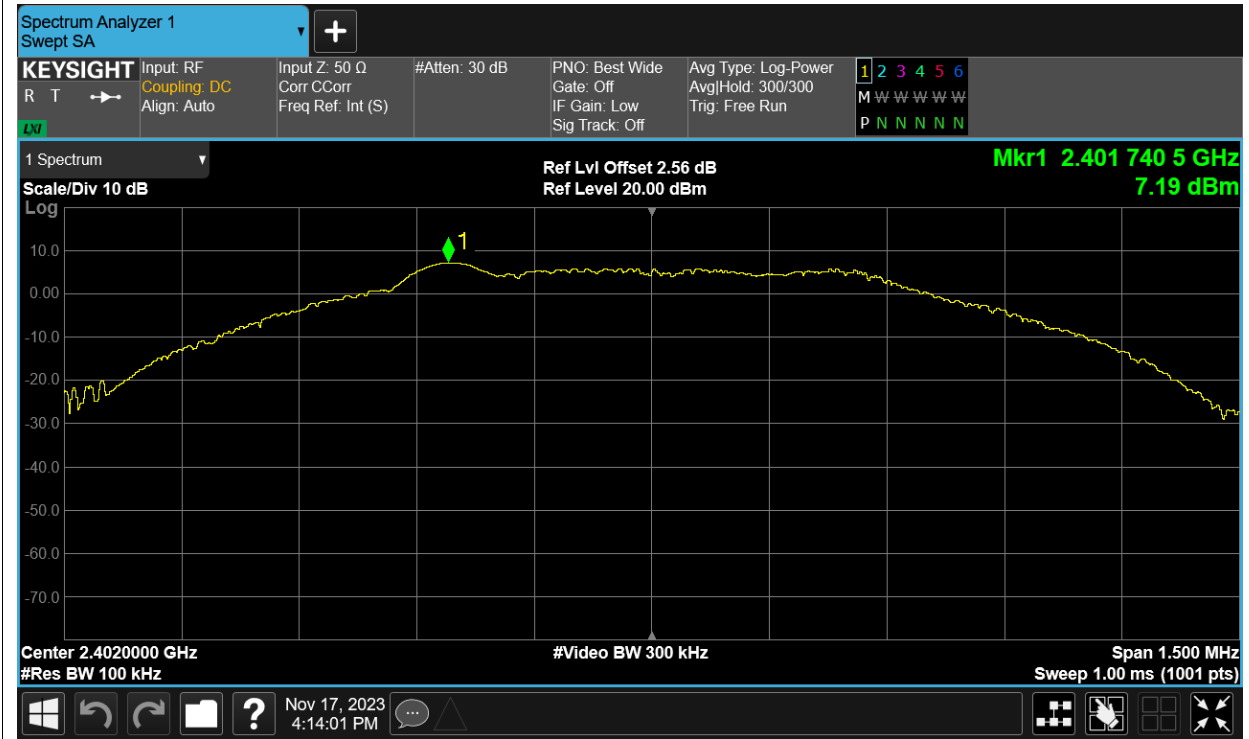 Spectrum Analyzer 1
Swept SA
+
KEYSIGHT
R T
LXI
Input: RF
Coupling: DC
Align: Auto
Input Z: 50 Ω
Corr CCorr
Freq Ref: Int (S)
#Atten: 30 dB
PNO: Best Wide
Gate: Off
IF Gain: Low
Sig Track: Off
Avg Type: Log-Power
Avg|Hold: 300/300
Trig: Free Run
1 2 3 4 5 6
M W W W W W
P N N N N N
1 Spectrum
Scale/Div 10 dB
Log
Ref Lvl Offset 2.56 dB
Ref Level 20.00 dBm
Mkr1 2.401 740 5 GHz
7.19 dBm
1
10.0
0.00
-10.0
-20.0
-30.0
-40.0
-50.0
-60.0
-70.0
Center 2.4020000 GHz
#Res BW 100 kHz
#Video BW 300 kHz
Span 1.500 MHz
Sweep 1.00 ms (1001 pts)
?
Nov 17, 2023
4:14:01 PM